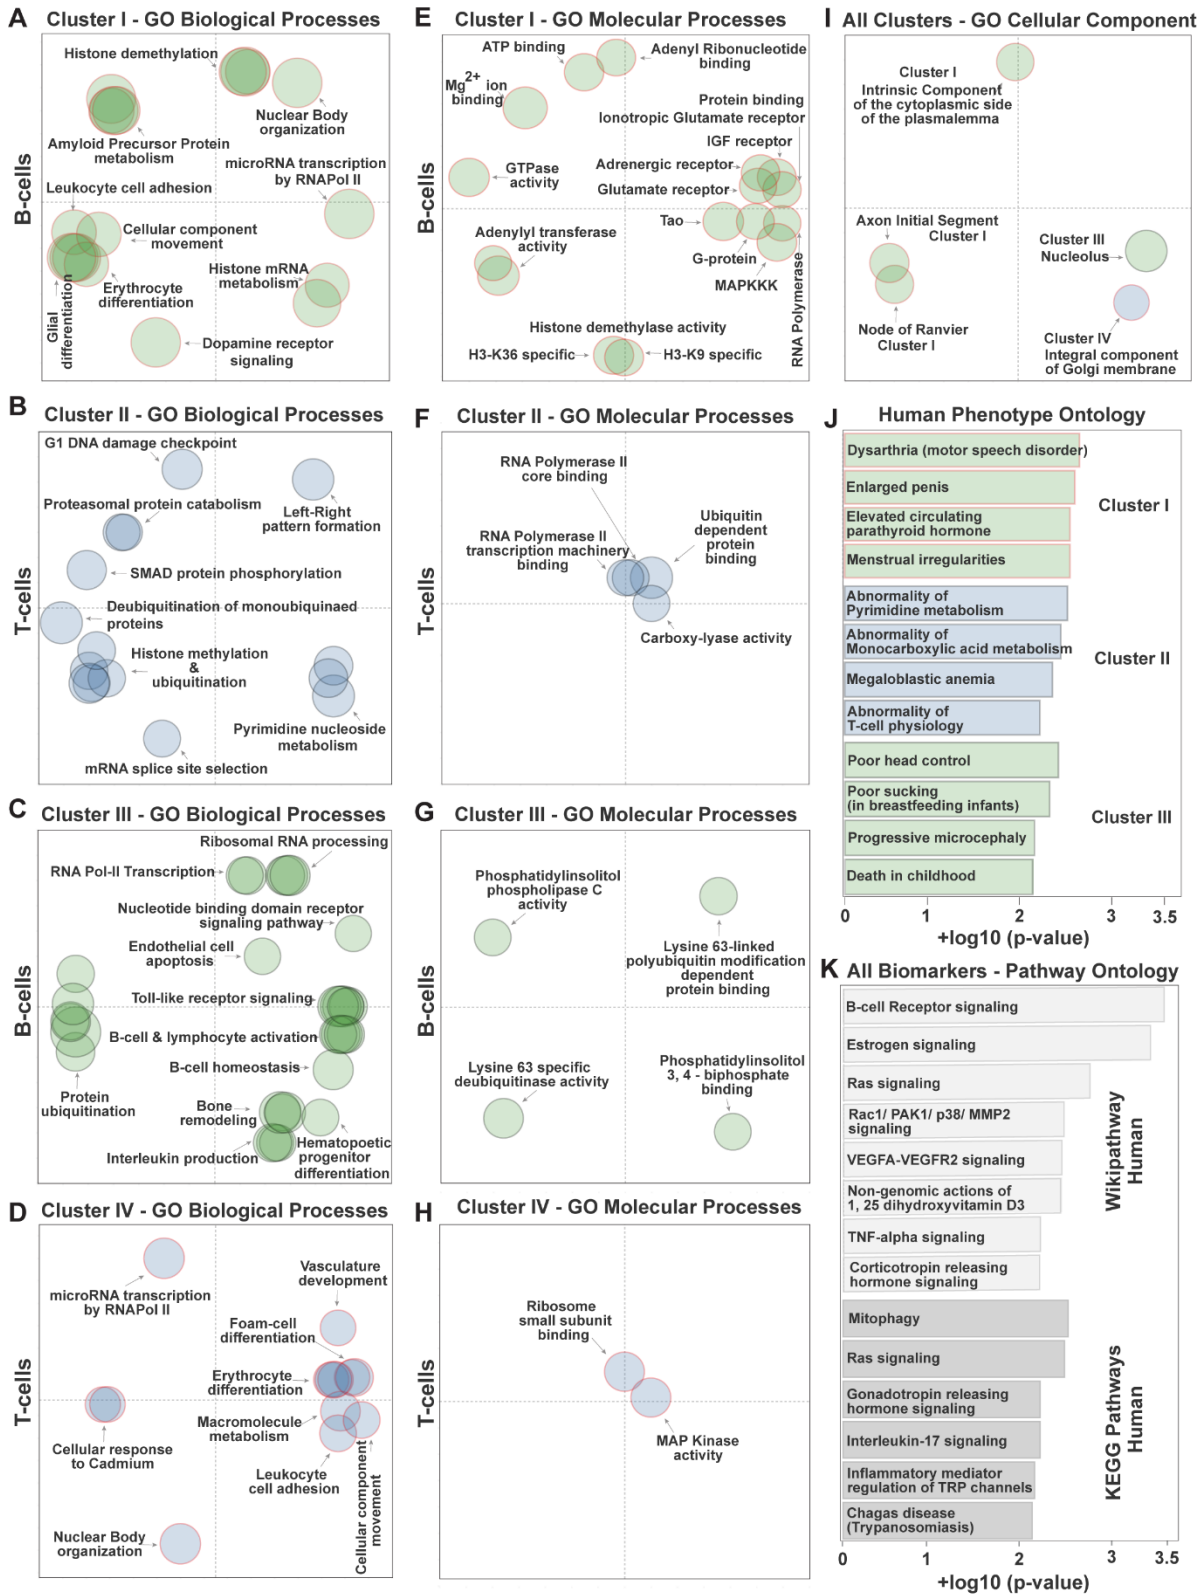 A
Cluster I - GO Biological Processes
B-cells
Histone demethylation
Nuclear Body
organization
Amyloid Precursor Protein
metabolism
microRNA transcription
by RNAPol II
Leukocyte cell adhesion
Cellular component
movement
Histone mRNA
metabolism
Erythrocyte
differentiation
Glial
differentiation
Dopamine receptor
signaling
B
Cluster II - GO Biological Processes
T-cells
G1 DNA damage checkpoint
Proteasomal protein catabolism
Left-Right
pattern formation
SMAD protein phosphorylation
Deubiquitination of monoubiquinaed
proteins
Histone methylation
&
ubiquitination
Pyrimidine nucleoside
metabolism
mRNA splice site selection
C
Cluster III - GO Biological Processes
B-cells
Ribosomal RNA processing
RNA Pol-II Transcription
Nucleotide binding domain receptor
signaling pathway
Endothelial cell
apoptosis
Toll-like receptor signaling
B-cell & lymphocyte activation
B-cell homeostasis
Protein
ubiquitination
Bone
remodeling
Interleukin production
Hematopoetic
progenitor
differentiation
D
Cluster IV - GO Biological Processes
T-cells
microRNA transcription
by RNAPol II
Vasculature
development
Foam-cell
differentiation
Erythrocyte
differentiation
Macromolecule
metabolism
Cellular response
to Cadmium
Leukocyte
cell adhesion
Cellular component
movement
Nuclear Body
organization
E
Cluster I - GO Molecular Processes
B-cells
ATP binding
Adenyl Ribonucleotide
binding
Mg2+ ion
binding
Protein binding
Ionotropic Glutamate receptor
IGF receptor
GTPase
activity
Adrenergic receptor
Glutamate receptor
Tao
Adenylyl transferase
activity
G-protein
MAPKKK
RNA Polymerase
Histone demethylase activity
H3-K36 specific
H3-K9 specific
F
Cluster II - GO Molecular Processes
T-cells
RNA Polymerase II
core binding
RNA Polymerase II
transcription machinery
binding
Ubiquitin
dependent
protein
binding
Carboxy-lyase activity
G
Cluster III - GO Molecular Processes
B-cells
Phosphatidylinsolitol
phospholipase C
activity
Lysine 63-linked
polyubiquitin modification
dependent
protein binding
Lysine 63 specific
deubiquitinase activity
Phosphatidylinsolitol
3, 4 - biphosphate
binding
H
Cluster IV - GO Molecular Processes
T-cells
Ribosome
small subunit
binding
MAP Kinase
activity
I
All Clusters - GO Cellular Component
Cluster I
Intrinsic Component
of the cytoplasmic side
of the plasmalemma
Axon Initial Segment
Cluster I
Cluster III
Nucleolus
Node of Ranvier
Cluster I
Cluster IV
Integral component
of Golgi membrane
J
Human Phenotype Ontology
Dysarthria (motor speech disorder)
Enlarged penis
Elevated circulating
parathyroid hormone
Menstrual irregularities
Cluster I
Abnormality of
Pyrimidine metabolism
Abnormality of
Monocarboxylic acid metabolism
Megaloblastic anemia
Abnormality of
T-cell physiology
Cluster II
Poor head control
Poor sucking
(in breastfeeding infants)
Progressive microcephaly
Death in childhood
Cluster III
0 1 2 3 3.5
+log10 (p-value)
K
All Biomarkers - Pathway Ontology
B-cell Receptor signaling
Estrogen signaling
Ras signaling
Rac1/ PAK1/ p38/ MMP2
signaling
VEGFA-VEGFR2 signaling
Non-genomic actions of
1, 25 dihydroxyvitamin D3
TNF-alpha signaling
Corticotropin releasing
hormone signaling
Wikipathway
Human
Mitophagy
Ras signaling
Gonadotropin releasing
hormone signaling
Interleukin-17 signaling
Inflammatory mediator
regulation of TRP channels
Chagas disease
(Trypanosomiasis)
KEGG Pathways
Human
0 1 2 3 3.5
+log10 (p-value)